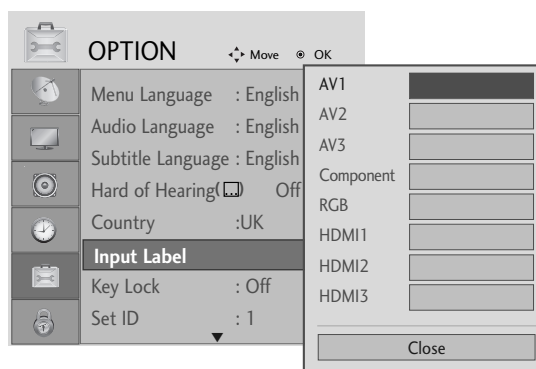 OPTION
Move OK
Menu Language : English
Audio Language : English
Subtitle Language : English
Hard of Hearing( ) Off
Country :UK
Input Label
Key Lock : Off
Set ID : 1
AV1
AV2
AV3
Component
RGB
HDMI1
HDMI2
HDMI3
Close